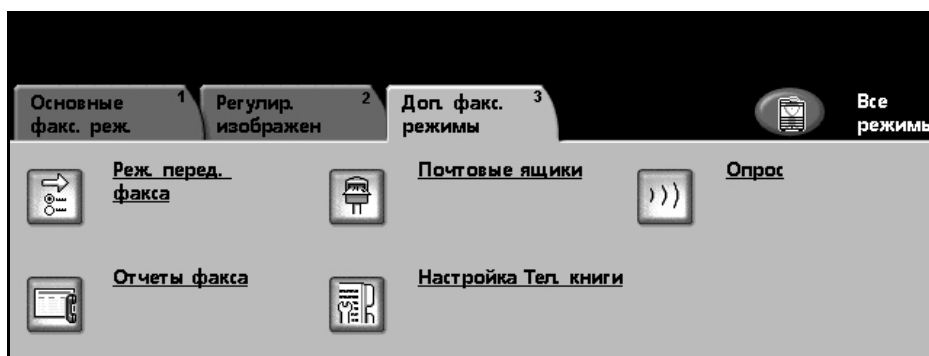 Основные 1
факс. реж.
Регулир. 2
изображен
Доп. факс. 3
режимы
Все
режимы
Реж. перед.
факса
Почтовые ящики
Опрос
Отчеты факса
Настройка Тел. книги